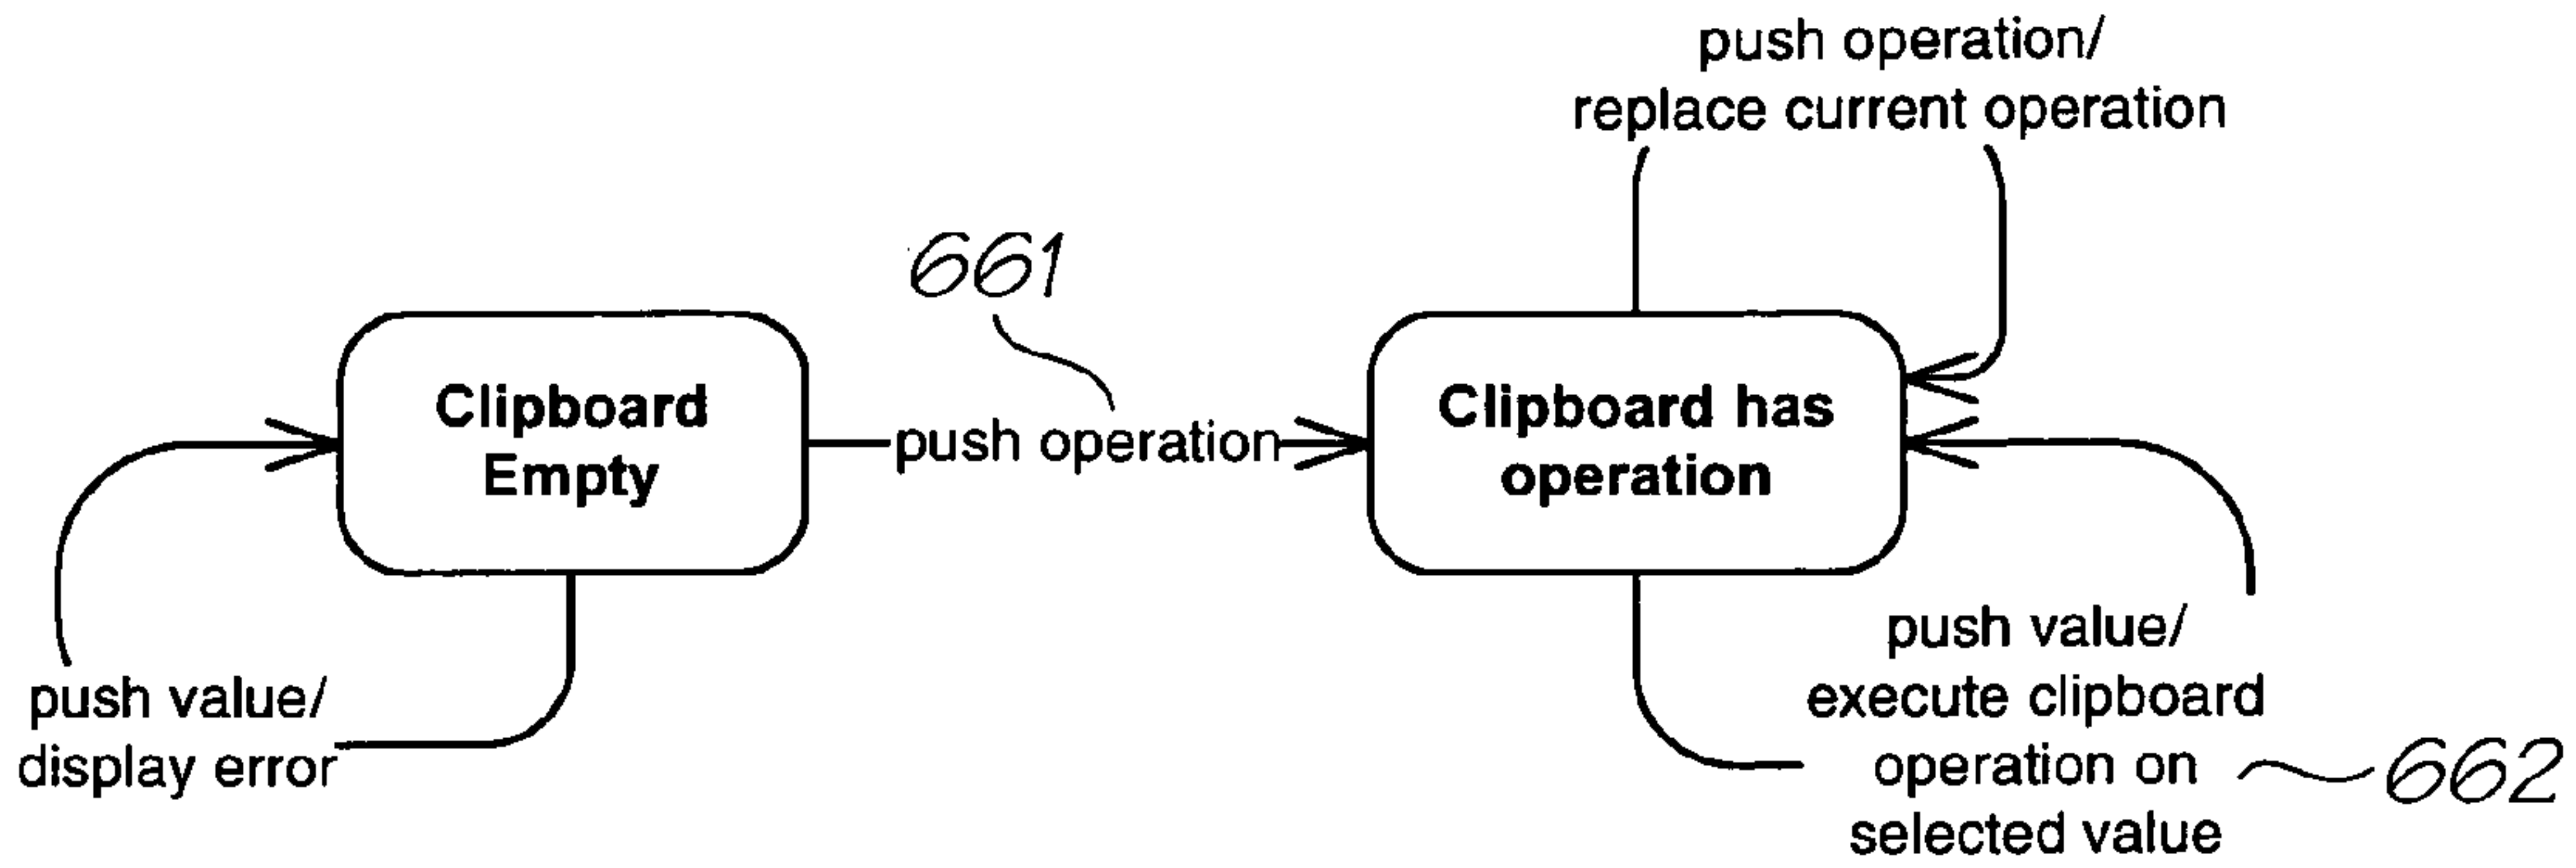 push operation/
replace current operation
661
Clipboard
Empty
push operation
Clipboard has
operation
push value/
display error
push value/
execute clipboard
operation on
selected value
662